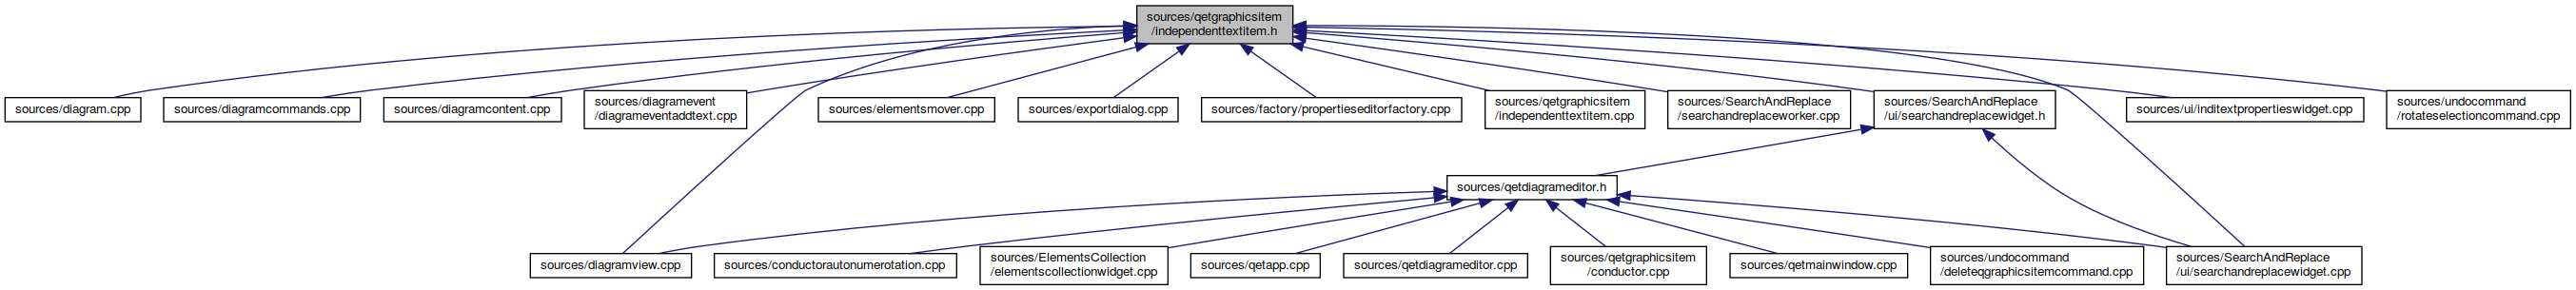 sources/qetgraphicsitem
/independenttextitem.h
sources/diagram.cpp
sources/diagramcommands.cpp
sources/diagramcontent.cpp
sources/diagramevent
/diagrameventaddtext.cpp
sources/elementsmover.cpp
sources/exportdialog.cpp
sources/factory/propertieseditorfactory.cpp
sources/qetgraphicsitem
/independenttextitem.cpp
sources/SearchAndReplace
/searchandreplaceworker.cpp
sources/SearchAndReplace
/ui/searchandreplacewidget.h
sources/ui/inditextpropertieswidget.cpp
sources/undocommand
/rotateselectioncommand.cpp
sources/qetdiagrameditor.h
sources/diagramview.cpp
sources/conductorautonumerotation.cpp
sources/ElementsCollection
/elementscollectionwidget.cpp
sources/qetapp.cpp
sources/qetdiagrameditor.cpp
sources/qetgraphicsitem
/conductor.cpp
sources/qetmainwindow.cpp
sources/undocommand
/deleteqgraphicsitemcommand.cpp
sources/SearchAndReplace
/ui/searchandreplacewidget.cpp